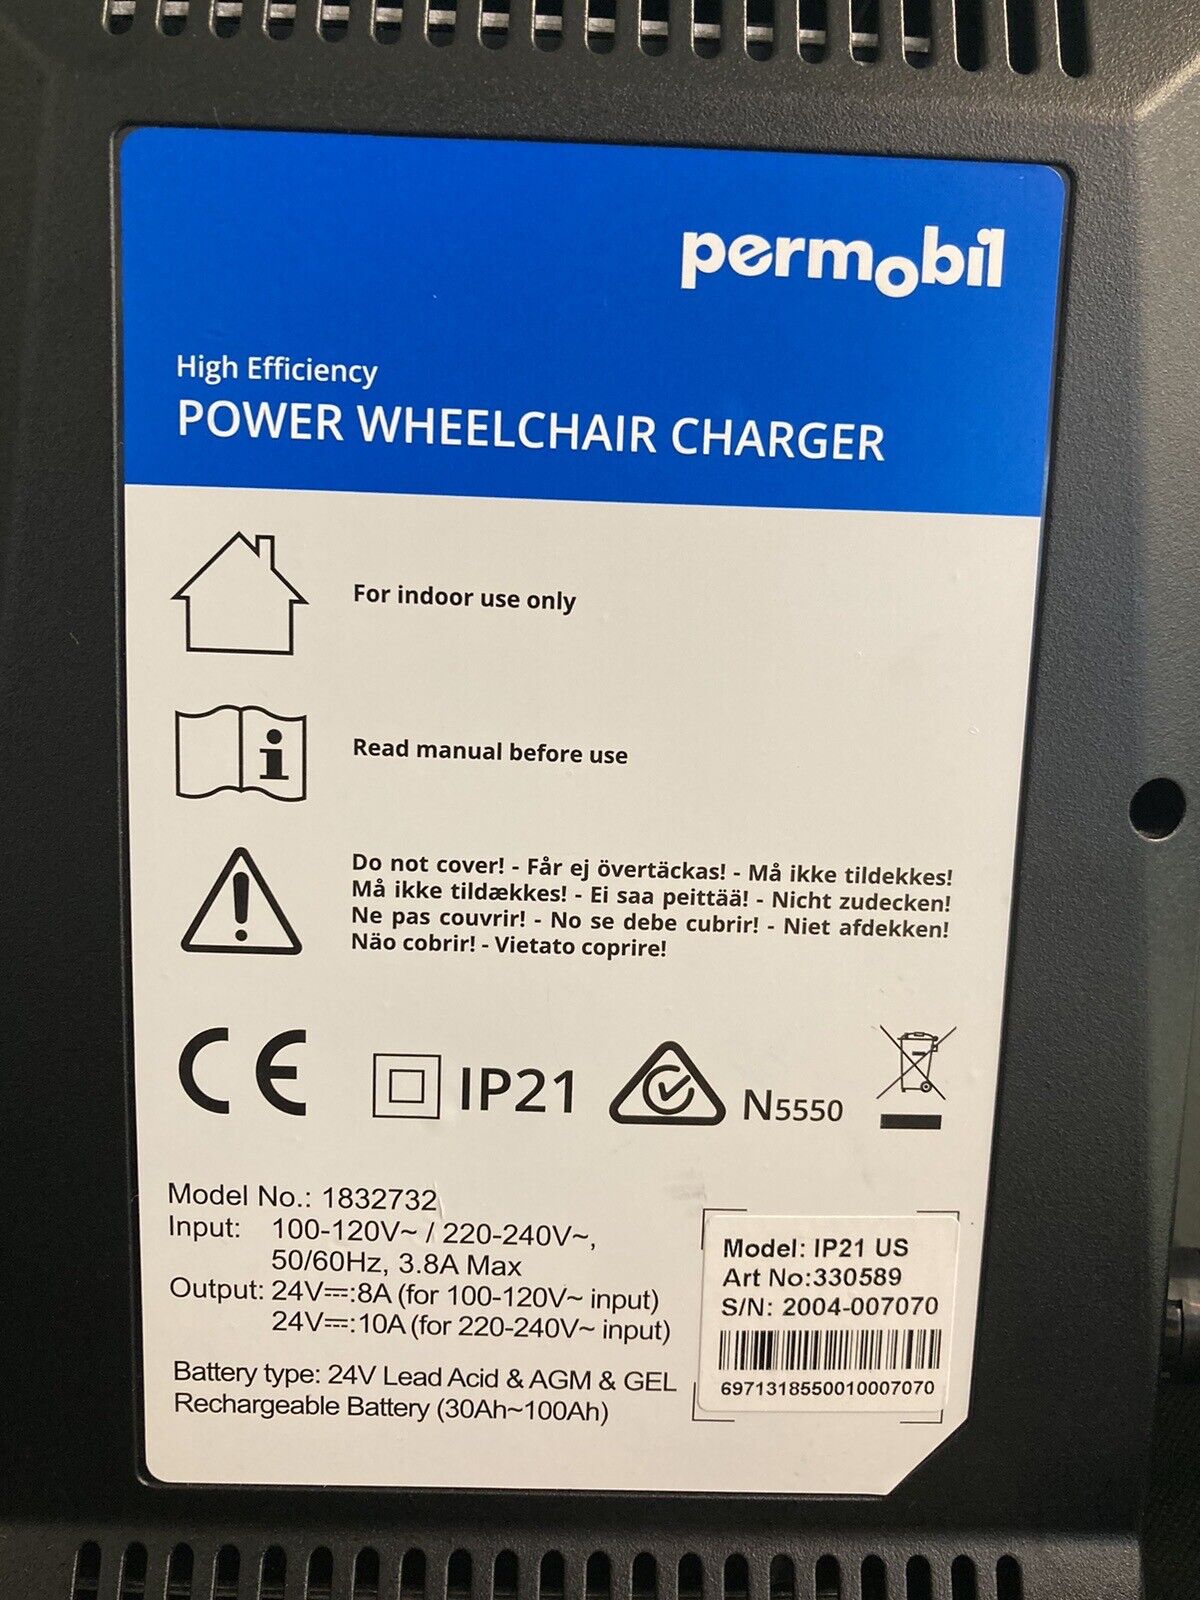 permobil
High Efficiency
POWER WHEELCHAIR CHARGER
For indoor use only
Read manual before use
Do not cover! - Får ej övertäckas! - Må ikke tildekkes!
Må ikke tildækkes! - Ei saa peittää! - Nicht zudecken!
Ne pas couvrir! - No se debe cubrir! - Niet afdekken!
Näo cobrir! - Vietato coprire!
CE IP21 N5550
Model No.: 1832732
Input: 100-120V~ / 220-240V~,
50/60Hz, 3.8A Max
Output: 24V⎓:8A (for 100-120V~ input)
24V⎓:10A (for 220-240V~ input)
Battery type: 24V Lead Acid & AGM & GEL
Rechargeable Battery (30Ah~100Ah)
Model: IP21 US
Art No:330589
S/N: 2004-007070
6971318550010007070